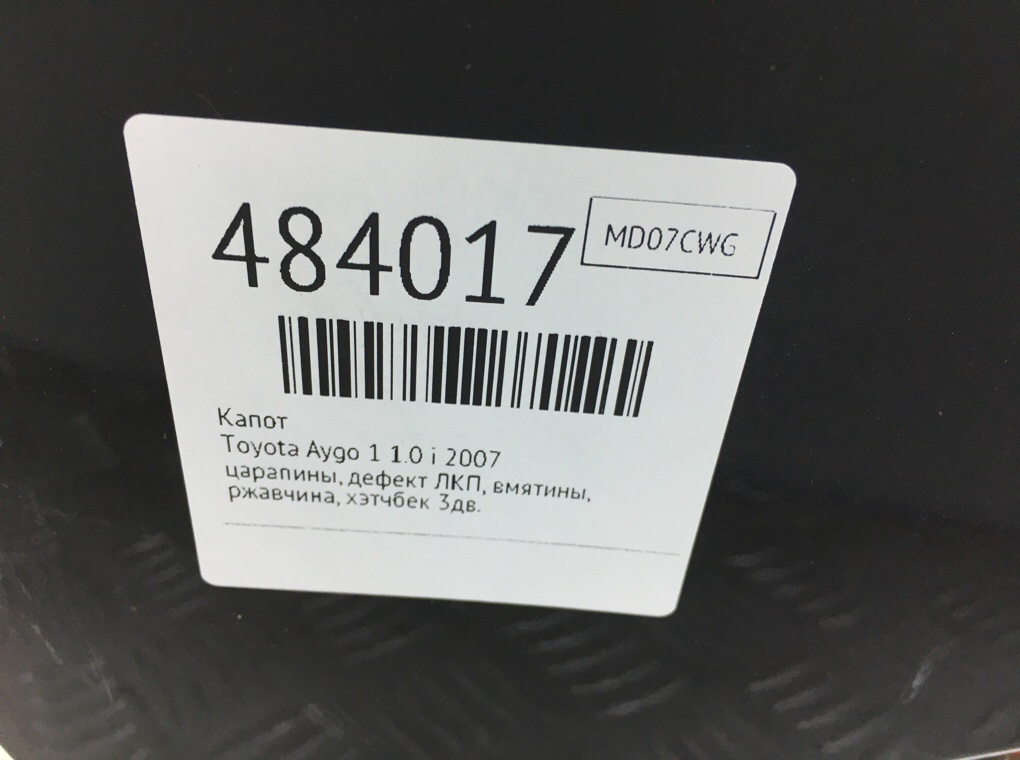 484017
MD07CWG
Капот
Toyota Aygo 1 1.0 i 2007
царапины, дефект ЛКП, вмятины,
ржавчина, хэтчбек 3дв.